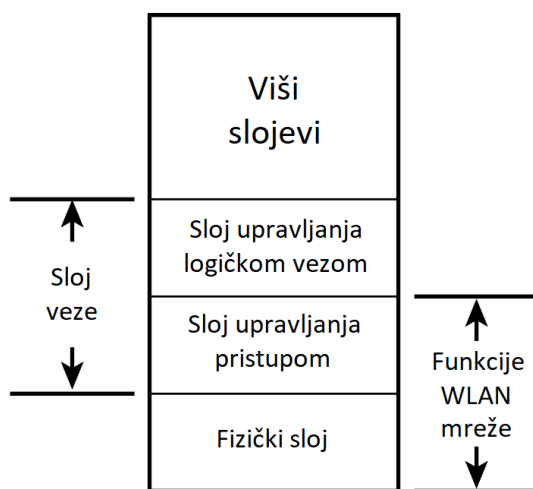 Viši
slojevi
Sloj upravljanja
logičkom vezom
Sloj
veze
Sloj upravljanja
pristupom
Funkcije
WLAN
mreže
Fizički sloj